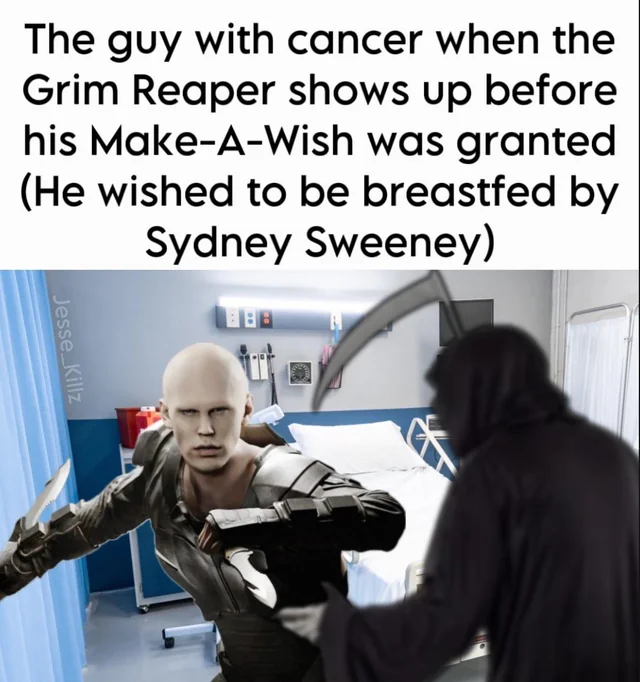 The guy with cancer when the
Grim Reaper shows up before
his Make-A-Wish was granted
(He wished to be breastfed by
Sydney Sweeney)
Jesse_Killz